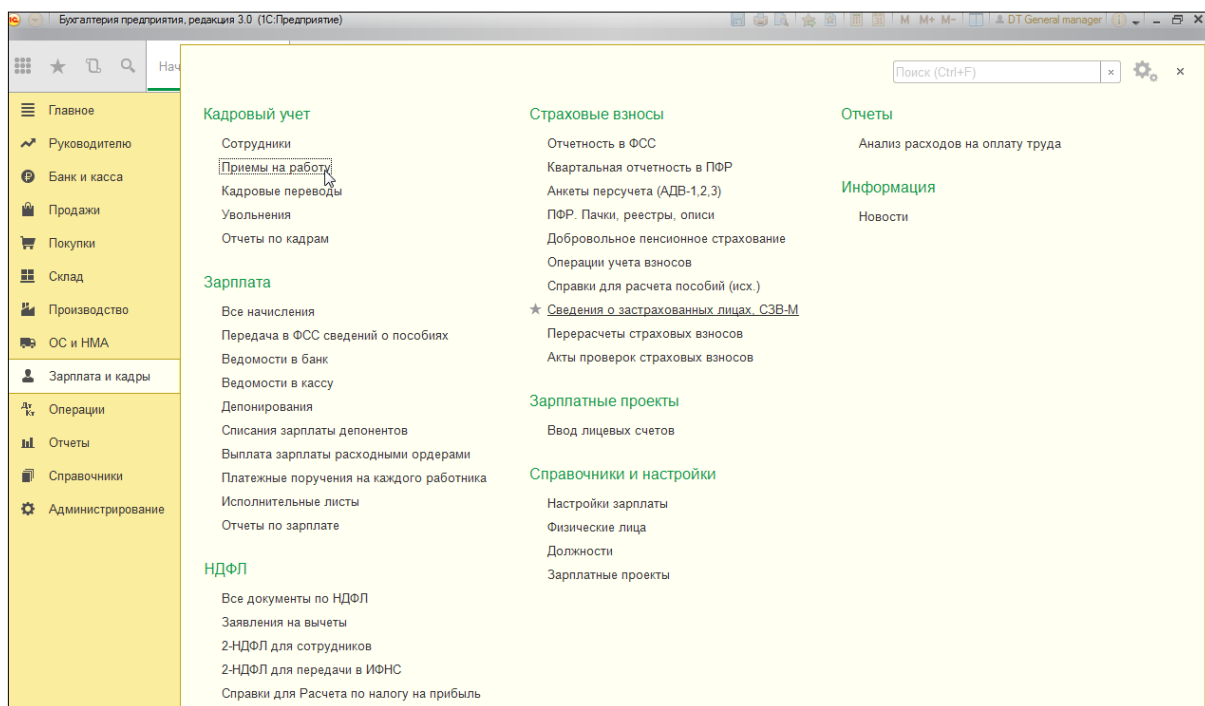 Бухгалтерия предприятия, редакция 3.0 (1С:Предприятие)
M M+ M-
DT General manager
Нач
Поиск (Ctrl+F)
Главное
Руководителю
Банк и касса
Продажи
Покупки
Склад
Производство
ОС и НМА
Зарплата и кадры
Операции
Отчеты
Справочники
Администрирование
Кадровый учет
Сотрудники
Приемы на работу
Кадровые переводы
Увольнения
Отчеты по кадрам
Зарплата
Все начисления
Передача в ФСС сведений о пособиях
Ведомости в банк
Ведомости в кассу
Депонирования
Списания зарплаты депонентов
Выплата зарплаты расходными ордерами
Платежные поручения на каждого работника
Исполнительные листы
Отчеты по зарплате
НДФЛ
Все документы по НДФЛ
Заявления на вычеты
2-НДФЛ для сотрудников
2-НДФЛ для передачи в ИФНС
Справки для Расчета по налогу на прибыль
Страховые взносы
Отчетность в ФСС
Квартальная отчетность в ПФР
Анкеты персучета (АДВ-1,2,3)
ПФР. Пачки, реестры, описи
Добровольное пенсионное страхование
Операции учета взносов
Справки для расчета пособий (исх.)
Сведения о застрахованных лицах, СЗВ-М
Перерасчеты страховых взносов
Акты проверок страховых взносов
Зарплатные проекты
Ввод лицевых счетов
Справочники и настройки
Настройки зарплаты
Физические лица
Должности
Зарплатные проекты
Отчеты
Анализ расходов на оплату труда
Информация
Новости